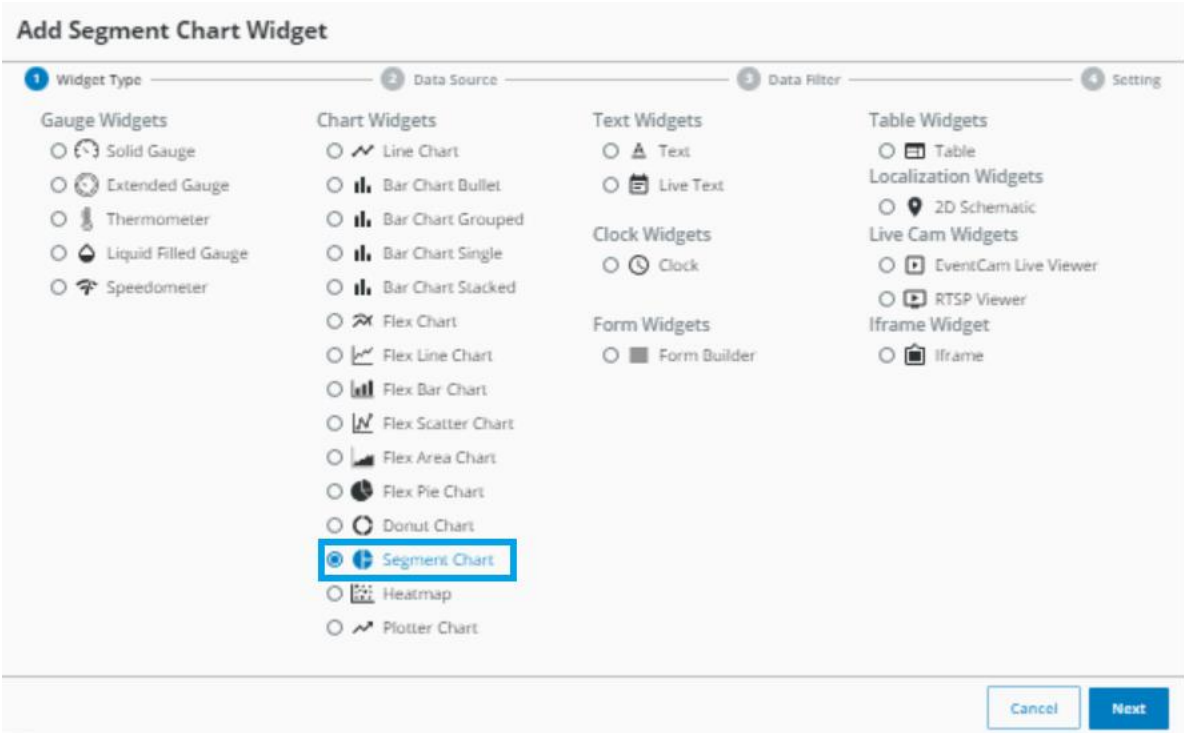 Add Segment Chart Widget
1 Widget Type
2 Data Source
3 Data Filter
4 Setting
Gauge Widgets
Solid Gauge
Extended Gauge
Thermometer
Liquid Filled Gauge
Speedometer
Chart Widgets
Line Chart
Bar Chart Bullet
Bar Chart Grouped
Bar Chart Single
Bar Chart Stacked
Flex Chart
Flex Line Chart
Flex Bar Chart
Flex Scatter Chart
Flex Area Chart
Flex Pie Chart
Donut Chart
Segment Chart
Heatmap
Plotter Chart
Text Widgets
Text
Live Text
Clock Widgets
Clock
Form Widgets
Form Builder
Table Widgets
Table
Localization Widgets
2D Schematic
Live Cam Widgets
EventCam Live Viewer
RTSP Viewer
Iframe Widget
Iframe
Cancel
Next